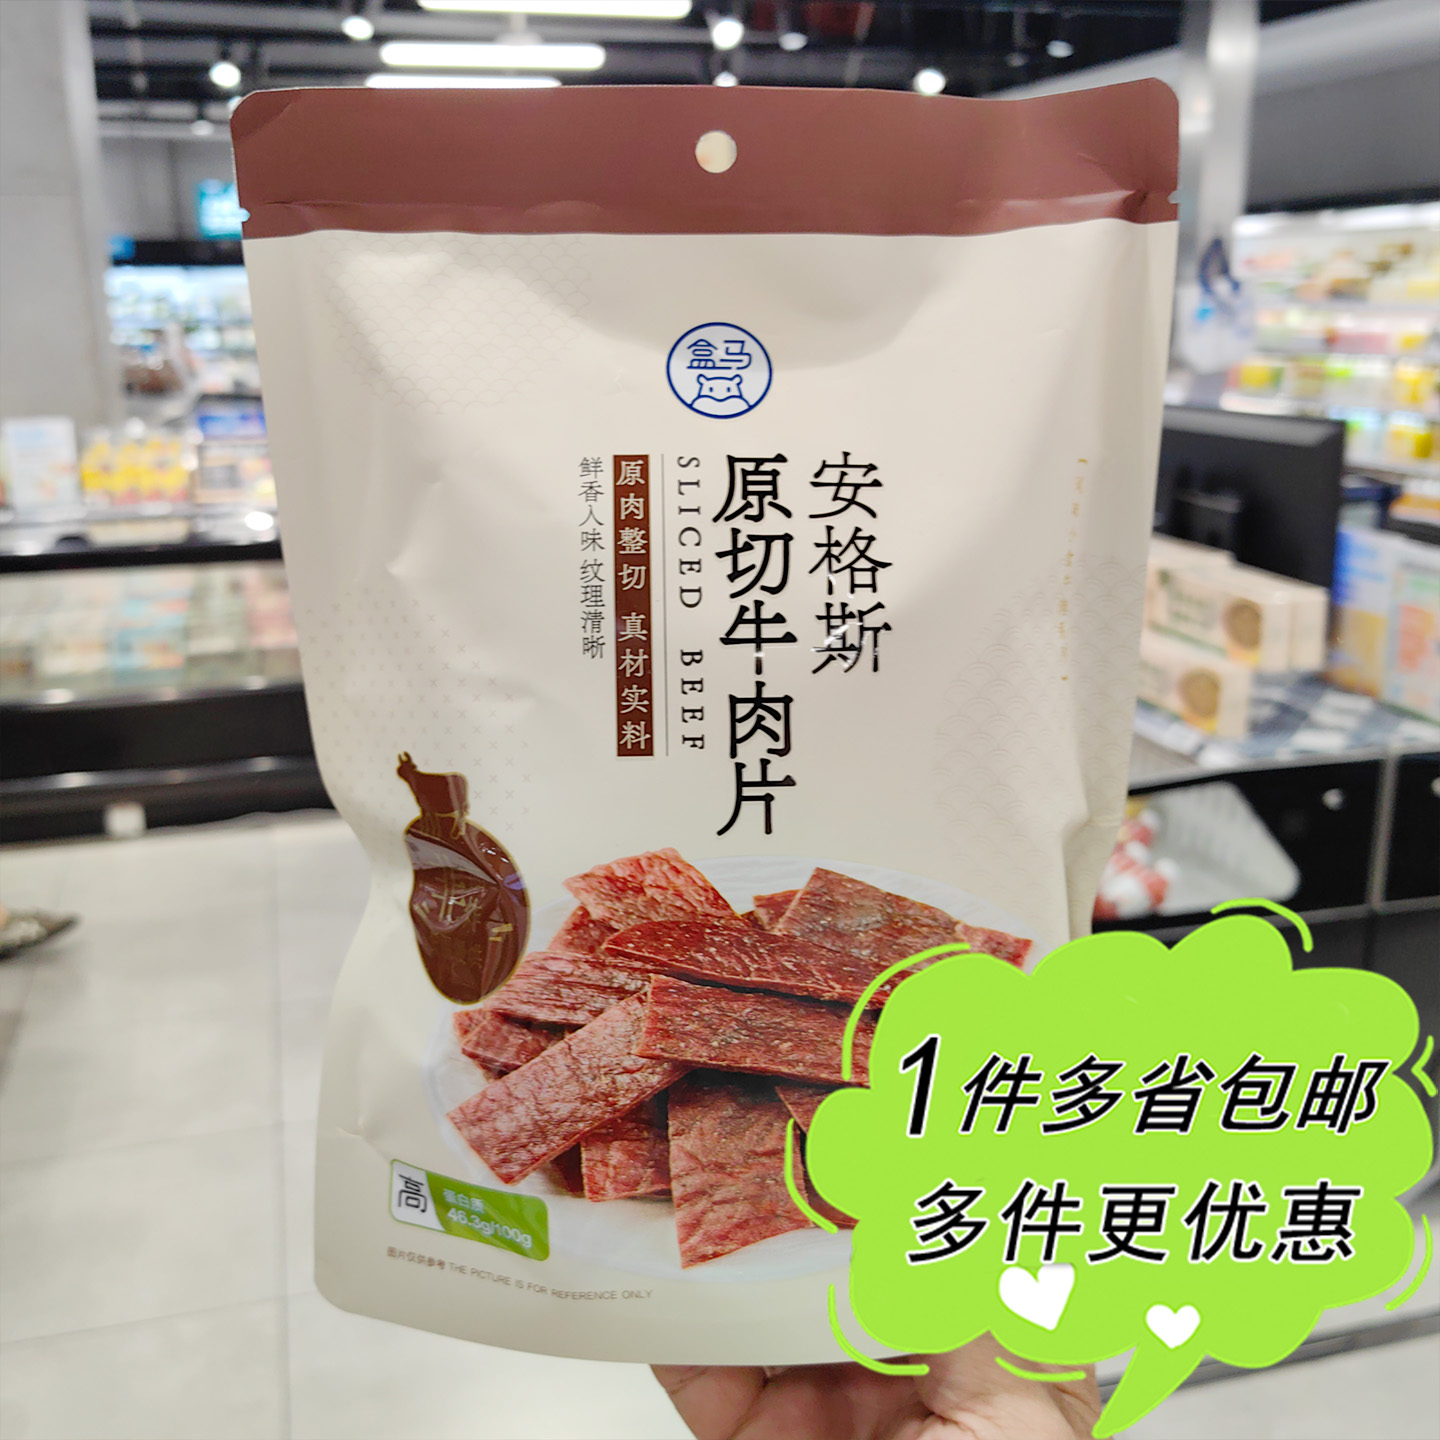 盒马
安格斯
原切牛肉片
SLICED BEEF
原肉整切 真材实料
鲜香入味 纹理清晰
高
蛋白质
46.3g/100g
图片仅供参考 THE PICTURE IS FOR REFERENCE ONLY
1件多省包邮
多件更优惠